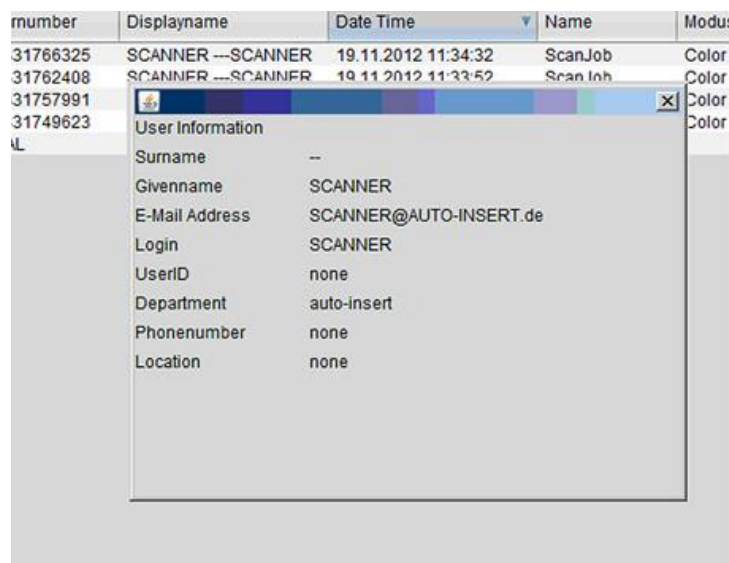 rnumber Displayname Date Time Name Modus
31766325 SCANNER ---SCANNER 19.11.2012 11:34:32 ScanJob Color
31762408 SCANNER ---SCANNER 19.11.2012 11:33:52 ScanJob Color
31757991 Color
31749623 Color
AL
User Information
Surname --
Givenname SCANNER
E-Mail Address SCANNER@AUTO-INSERT.de
Login SCANNER
UserID none
Department auto-insert
Phonenumber none
Location none